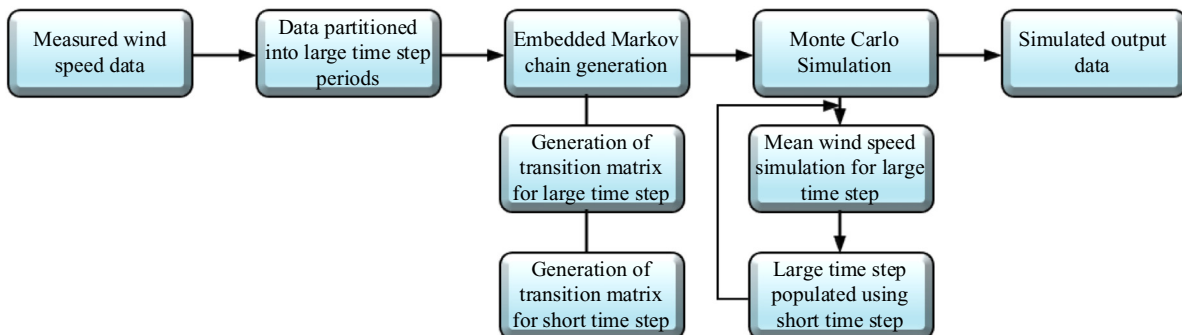 Measured wind
speed data
Data partitioned
into large time step
periods
Embedded Markov
chain generation
Monte Carlo
Simulation
Simulated output
data
Generation of
transition matrix
for large time step
Mean wind speed
simulation for large
time step
Generation of
transition matrix
for short time step
Large time step
populated using
short time step